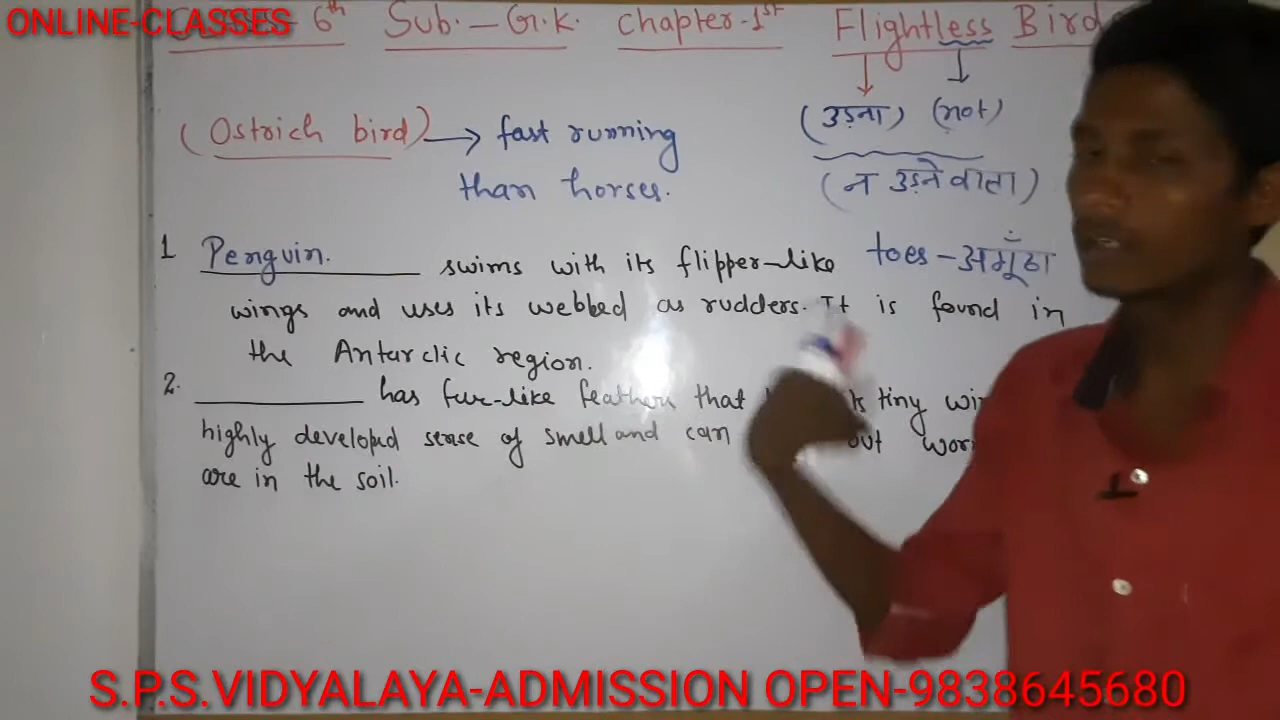 ONLINE-CLASSES 6th Sub. - G.K. Chapter-1st Flightless Bird
(उड़ना) (not)
(Ostrich bird) → fast running
than horses.
(न उड़ने वाला)
1 Penguin. swims with its flipper-like toes - अगूँठा
wings and uses its webbed as rudders. It is found in
the Antarctic region.
2. has fur-like feathers that tiny
highly developed sense of smell and can out
are in the soil.
S.P.S.VIDYALAYA-ADMISSION OPEN-9838645680